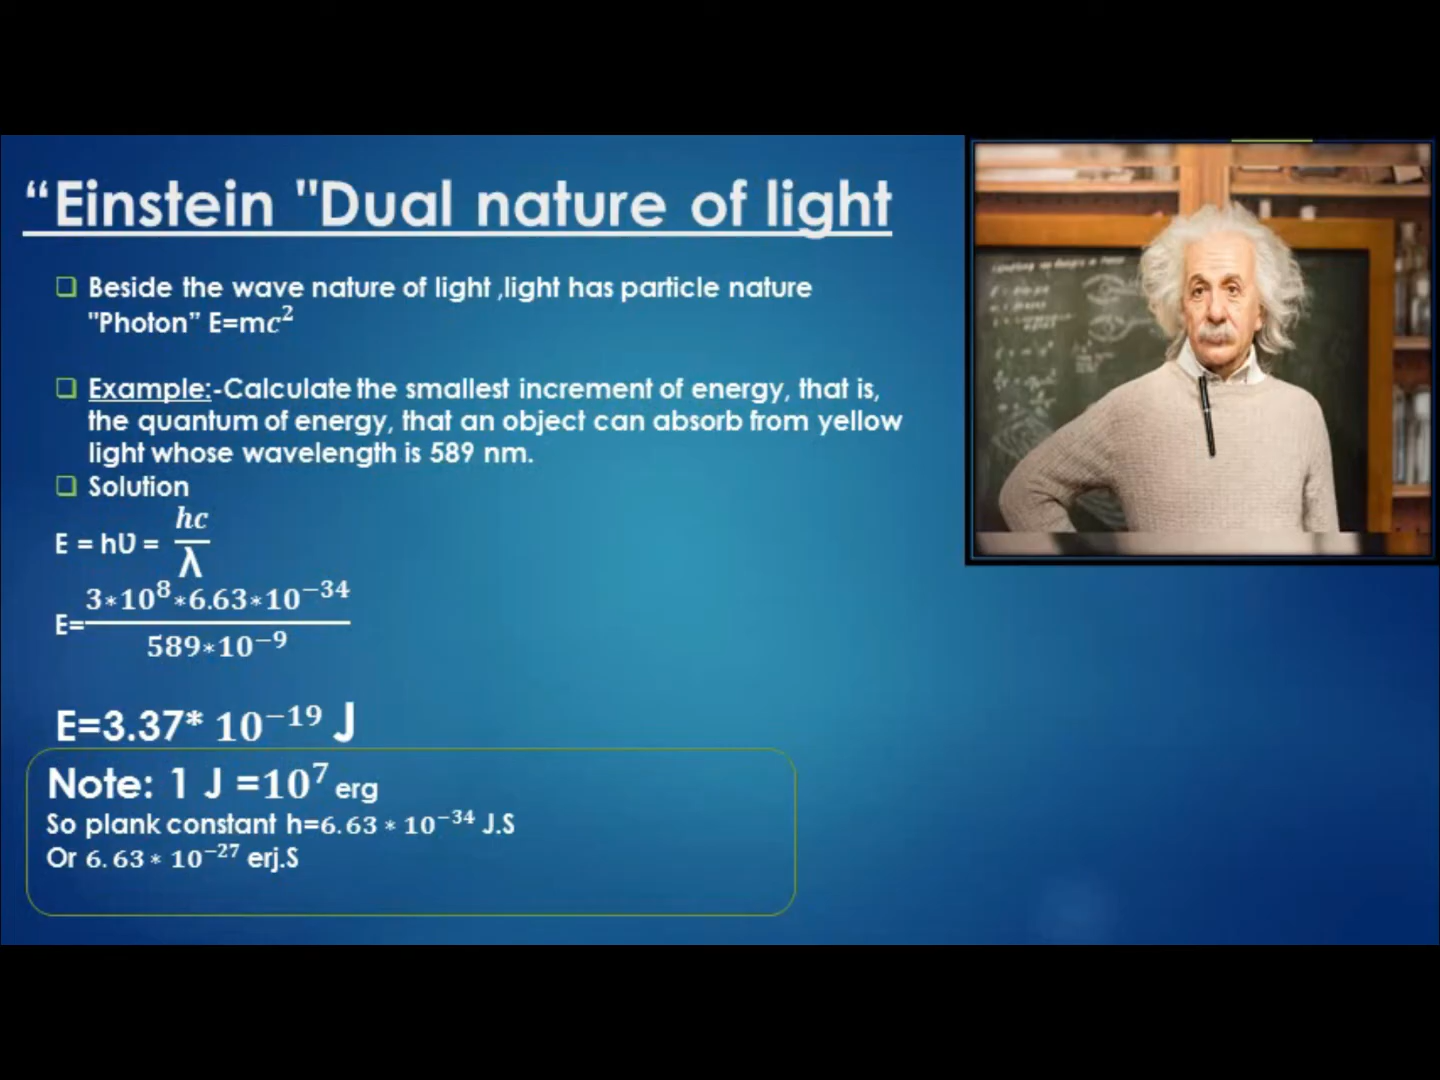 “Einstein "Dual nature of light
❑ Beside the wave nature of light ,light has particle nature
"Photon” E=mc²
❑ Example:-Calculate the smallest increment of energy, that is,
the quantum of energy, that an object can absorb from yellow
light whose wavelength is 589 nm.
❑ Solution
E = hƱ = hc/λ
E= 3*10⁸*6.63*10⁻³⁴ / 589*10⁻⁹
E=3.37* 10⁻¹⁹ J
Note: 1 J =10⁷ erg
So plank constant h=6.63 * 10⁻³⁴ J.S
Or 6.63 * 10⁻²⁷ erj.S